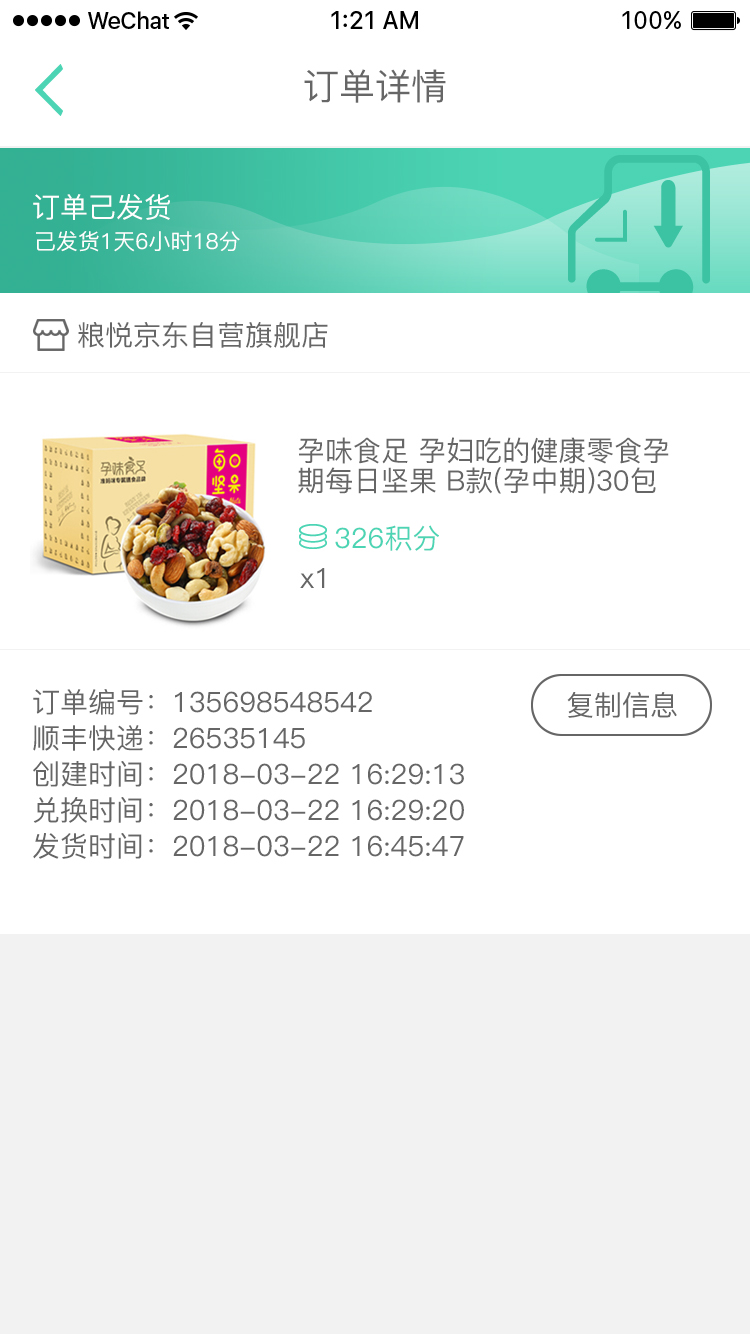 WeChat 1:21 AM 100%
订单详情
订单己发货
己发货1天6小时18分
粮悦京东自营旗舰店
孕味食足
每日
坚果
孕味食足 孕妇吃的健康零食孕
期每日坚果 B款(孕中期)30包
326积分
x1
订单编号：135698548542
复制信息
顺丰快递：26535145
创建时间：2018-03-22 16:29:13
兑换时间：2018-03-22 16:29:20
发货时间：2018-03-22 16:45:47